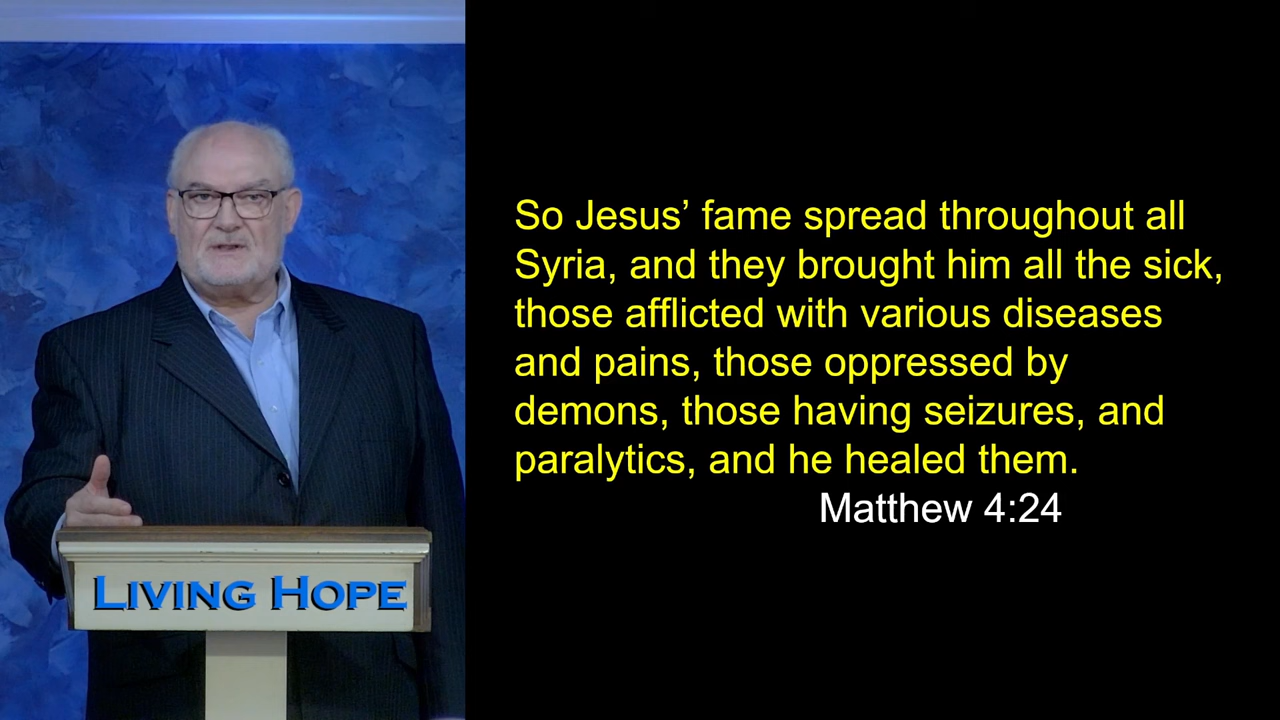 LIVING HOPE
So Jesus’ fame spread throughout all
Syria, and they brought him all the sick,
those afflicted with various diseases
and pains, those oppressed by
demons, those having seizures, and
paralytics, and he healed them.
Matthew 4:24